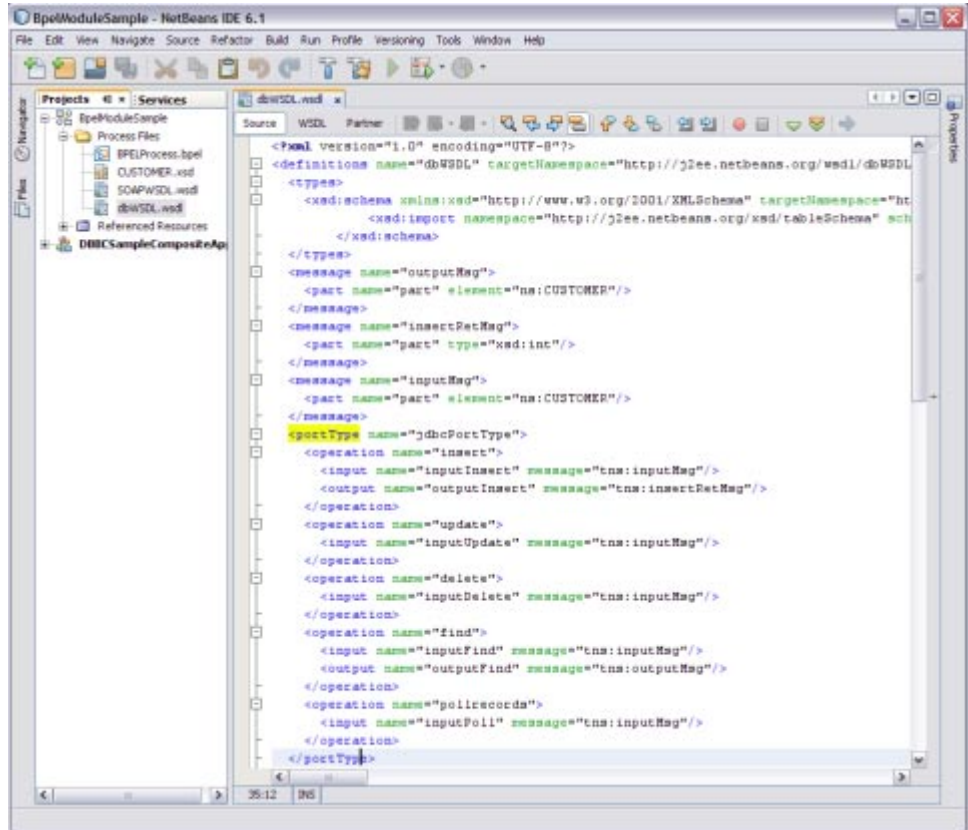 BpelModuleSample - NetBeans IDE 6.1
File Edit View Navigate Source Refactor Build Run Profile Versioning Tools Window Help
Projects Services
Navigator
Files
BpelModuleSample
Process Files
BPELProcess.bpel
CUSTOMER.xsd
SOAPWSDL.wsdl
dbWSDL.wsdl
Referenced Resources
DBBCSampleCompositeAp
dbWSDL.wsdl
Source WSDL Partner
Properties
<?xml version="1.0" encoding="UTF-8"?>
<definitions name="dbWSDL" targetNamespace="http://j2ee.netbeans.org/wsdl/dbWSDL
<types>
<xsd:schema xmlns:xsd="http://www.w3.org/2001/XMLSchema" targetNamespace="ht
<xsd:import namespace="http://j2ee.netbeans.org/xsd/tableSchema" sch
</xsd:schema>
</types>
<message name="outputMsg">
<part name="part" element="ns:CUSTOMER"/>
</message>
<message name="insertRetMsg">
<part name="part" type="xsd:int"/>
</message>
<message name="inputMsg">
<part name="part" element="ns:CUSTOMER"/>
</message>
<portType name="jdbcPortType">
<operation name="insert">
<input name="inputInsert" message="tns:inputMsg"/>
<output name="outputInsert" message="tns:insertRetMsg"/>
</operation>
<operation name="update">
<input name="inputUpdate" message="tns:inputMsg"/>
</operation>
<operation name="delete">
<input name="inputDelete" message="tns:inputMsg"/>
</operation>
<operation name="find">
<input name="inputFind" message="tns:inputMsg"/>
<output name="outputFind" message="tns:outputMsg"/>
</operation>
<operation name="pollrecords">
<input name="inputPoll" message="tns:inputMsg"/>
</operation>
</portType>
35:12 INS